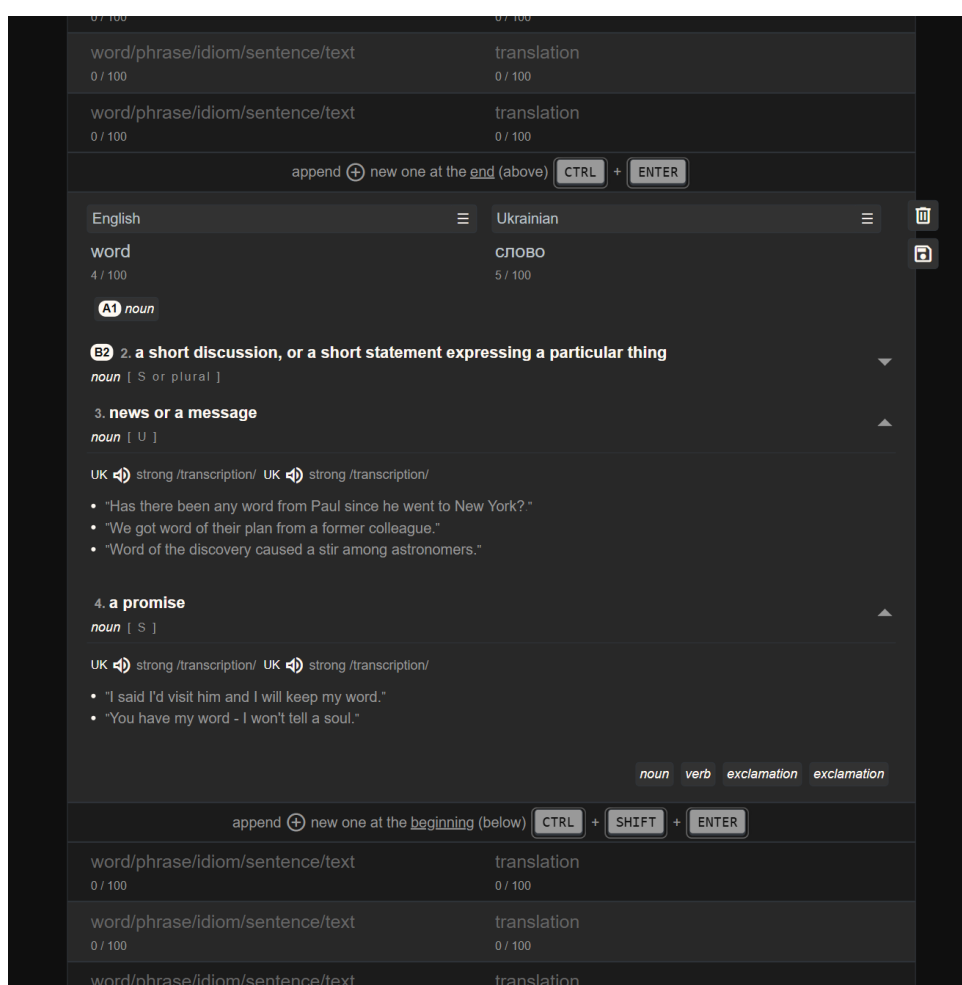 0 / 100 0 / 100
word/phrase/idiom/sentence/text translation
0 / 100 0 / 100
word/phrase/idiom/sentence/text translation
0 / 100 0 / 100
append ⊕ new one at the end (above) CTRL + ENTER
English ☰ Ukrainian ☰
word слово
4 / 100 5 / 100
A1 noun
B2 2. a short discussion, or a short statement expressing a particular thing
noun [ S or plural ]
3. news or a message
noun [ U ]
UK strong /transcription/ UK strong /transcription/
• "Has there been any word from Paul since he went to New York?."
• "We got word of their plan from a former colleague."
• "Word of the discovery caused a stir among astronomers."
4. a promise
noun [ S ]
UK strong /transcription/ UK strong /transcription/
• "I said I'd visit him and I will keep my word."
• "You have my word - I won't tell a soul."
noun verb exclamation exclamation
append ⊕ new one at the beginning (below) CTRL + SHIFT + ENTER
word/phrase/idiom/sentence/text translation
0 / 100 0 / 100
word/phrase/idiom/sentence/text translation
0 / 100 0 / 100
word/phrase/idiom/sentence/text translation